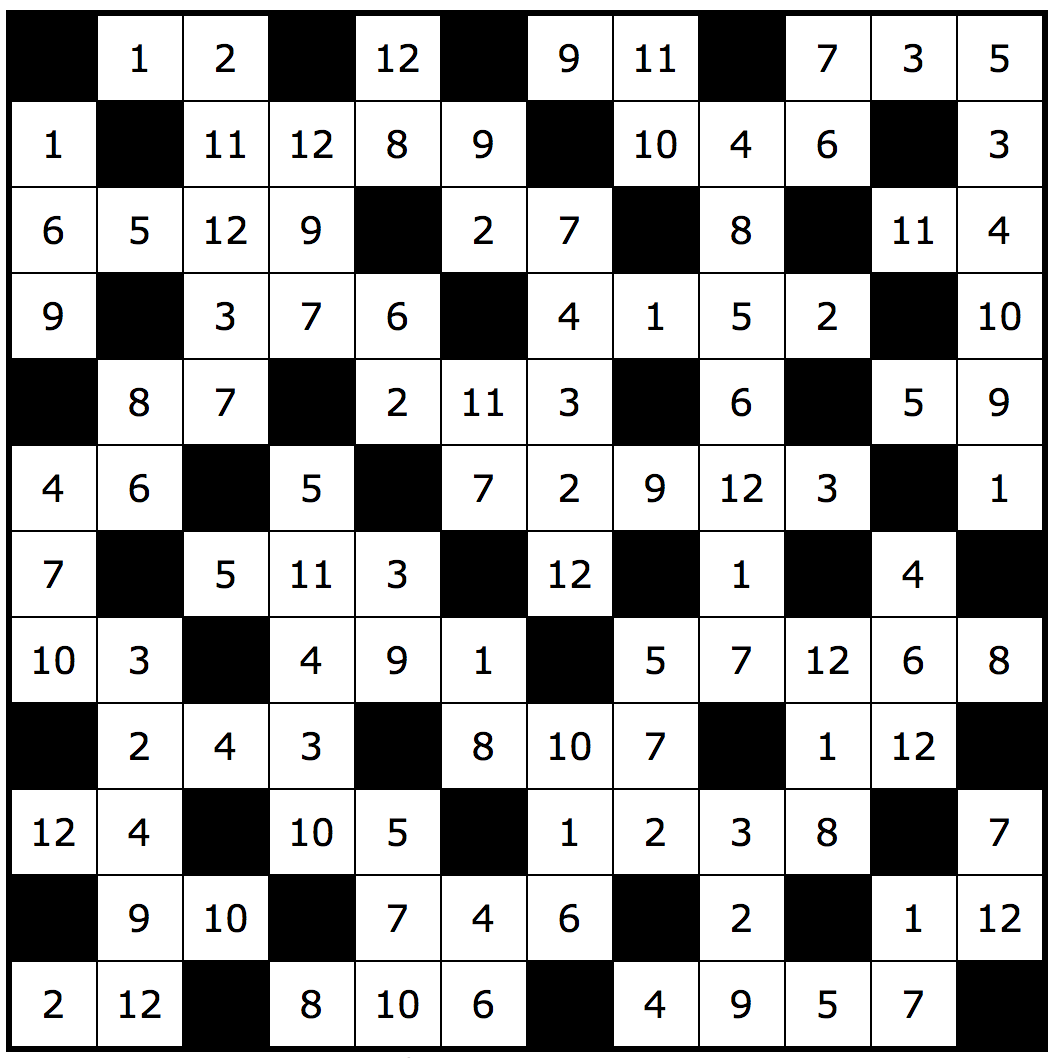 1 2 12 9 11 7 3 5
1 11 12 8 9 10 4 6 3
6 5 12 9 2 7 8 11 4
9 3 7 6 4 1 5 2 10
8 7 2 11 3 6 5 9
4 6 5 7 2 9 12 3 1
7 5 11 3 12 1 4
10 3 4 9 1 5 7 12 6 8
2 4 3 8 10 7 1 12
12 4 10 5 1 2 3 8 7
9 10 7 4 6 2 1 12
2 12 8 10 6 4 9 5 7